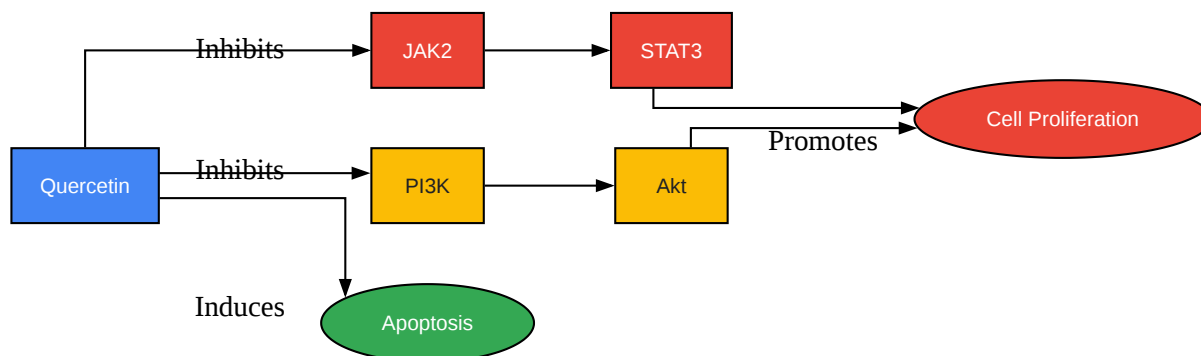 Inhibits
JAK2
STAT3
Cell Proliferation
Promotes
Quercetin
Inhibits
PI3K
Akt
Induces
Apoptosis